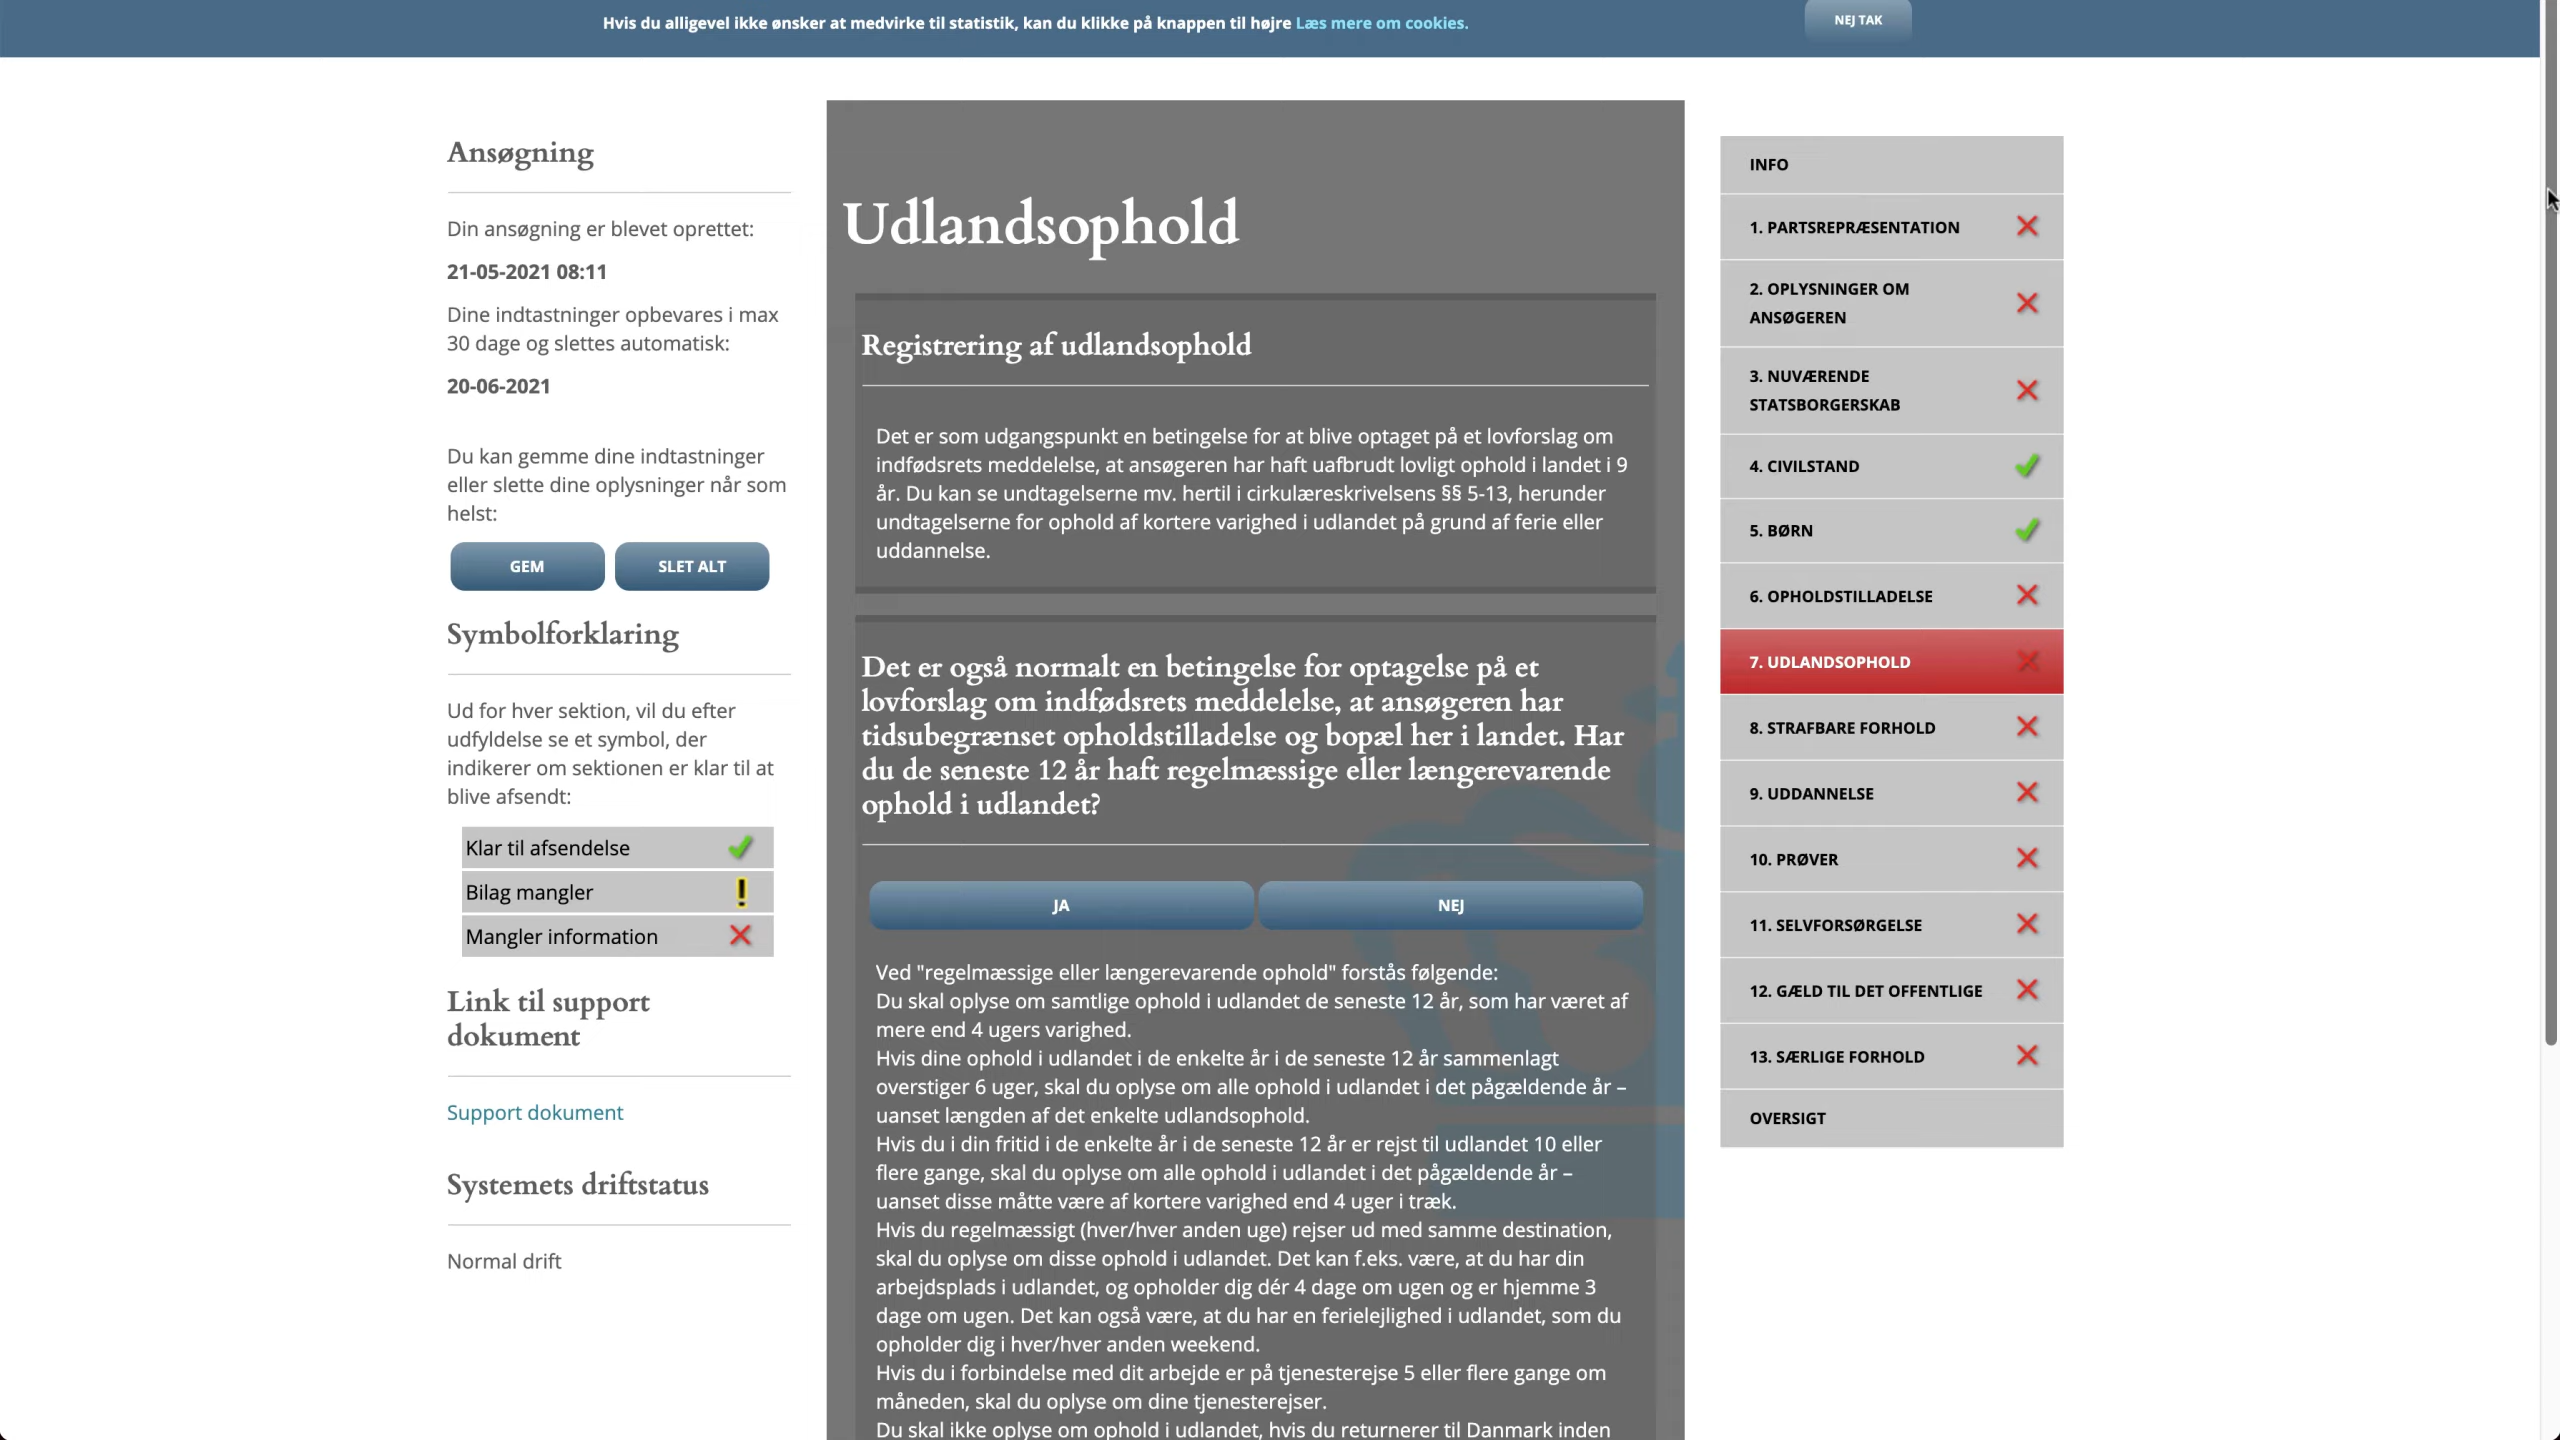 Hvis du alligevel ikke ønsker at medvirke til statistik, kan du klikke på knappen til højre Læs mere om cookies.
NEJ TAK
Ansøgning
Din ansøgning er blevet oprettet:
21-05-2021 08:11
Dine indtastninger opbevares i max
30 dage og slettes automatisk:
20-06-2021
Du kan gemme dine indtastninger
eller slette dine oplysninger når som
helst:
GEM
SLET ALT
Symbolforklaring
Ud for hver sektion, vil du efter
udfyldelse se et symbol, der
indikerer om sektionen er klar til at
blive afsendt:
Klar til afsendelse
Bilag mangler
Mangler information
Link til support
dokument
Support dokument
Systemets driftstatus
Normal drift
Udlandsophold
Registrering af udlandsophold
Det er som udgangspunkt en betingelse for at blive optaget på et lovforslag om
indfødsrets meddelelse, at ansøgeren har haft uafbrudt lovligt ophold i landet i 9
år. Du kan se undtagelserne mv. hertil i cirkulæreskrivelsens §§ 5-13, herunder
undtagelserne for ophold af kortere varighed i udlandet på grund af ferie eller
uddannelse.
Det er også normalt en betingelse for optagelse på et
lovforslag om indfødsrets meddelelse, at ansøgeren har
tidsubegrænset opholdstilladelse og bopæl her i landet. Har
du de seneste 12 år haft regelmæssige eller længerevarende
ophold i udlandet?
JA
NEJ
Ved "regelmæssige eller længerevarende ophold" forstås følgende:
Du skal oplyse om samtlige ophold i udlandet de seneste 12 år, som har været af
mere end 4 ugers varighed.
Hvis dine ophold i udlandet i de enkelte år i de seneste 12 år sammenlagt
overstiger 6 uger, skal du oplyse om alle ophold i udlandet i det pågældende år –
uanset længden af det enkelte udlandsophold.
Hvis du i din fritid i de enkelte år i de seneste 12 år er rejst til udlandet 10 eller
flere gange, skal du oplyse om alle ophold i udlandet i det pågældende år –
uanset disse måtte være af kortere varighed end 4 uger i træk.
Hvis du regelmæssigt (hver/hver anden uge) rejser ud med samme destination,
skal du oplyse om disse ophold i udlandet. Det kan f.eks. være, at du har din
arbejdsplads i udlandet, og opholder dig dér 4 dage om ugen og er hjemme 3
dage om ugen. Det kan også være, at du har en ferielejlighed i udlandet, som du
opholder dig i hver/hver anden weekend.
Hvis du i forbindelse med dit arbejde er på tjenesterejse 5 eller flere gange om
måneden, skal du oplyse om dine tjenesterejser.
Du skal ikke oplyse om ophold i udlandet, hvis du returnerer til Danmark inden
INFO
1. PARTSREPRÆSENTATION
2. OPLYSNINGER OM
ANSØGEREN
3. NUVÆRENDE
STATSBORGERSKAB
4. CIVILSTAND
5. BØRN
6. OPHOLDSTILLADELSE
7. UDLANDSOPHOLD
8. STRAFBARE FORHOLD
9. UDDANNELSE
10. PRØVER
11. SELVFORSØRGELSE
12. GÆLD TIL DET OFFENTLIGE
13. SÆRLIGE FORHOLD
OVERSIGT